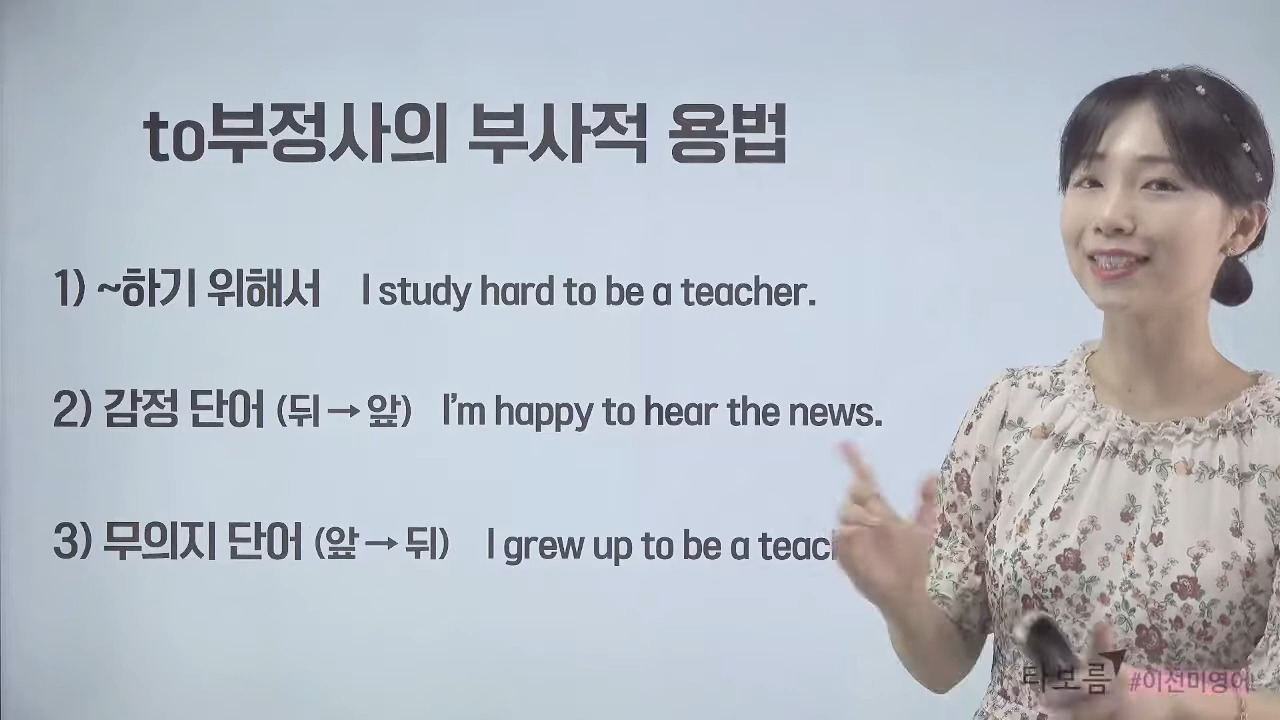 to부정사의 부사적 용법
1) ~하기 위해서 I study hard to be a teacher.
2) 감정 단어 (뒤→앞) I'm happy to hear the news.
3) 무의지 단어 (앞→뒤) I grew up to be a teac
타보름 #이선미영어